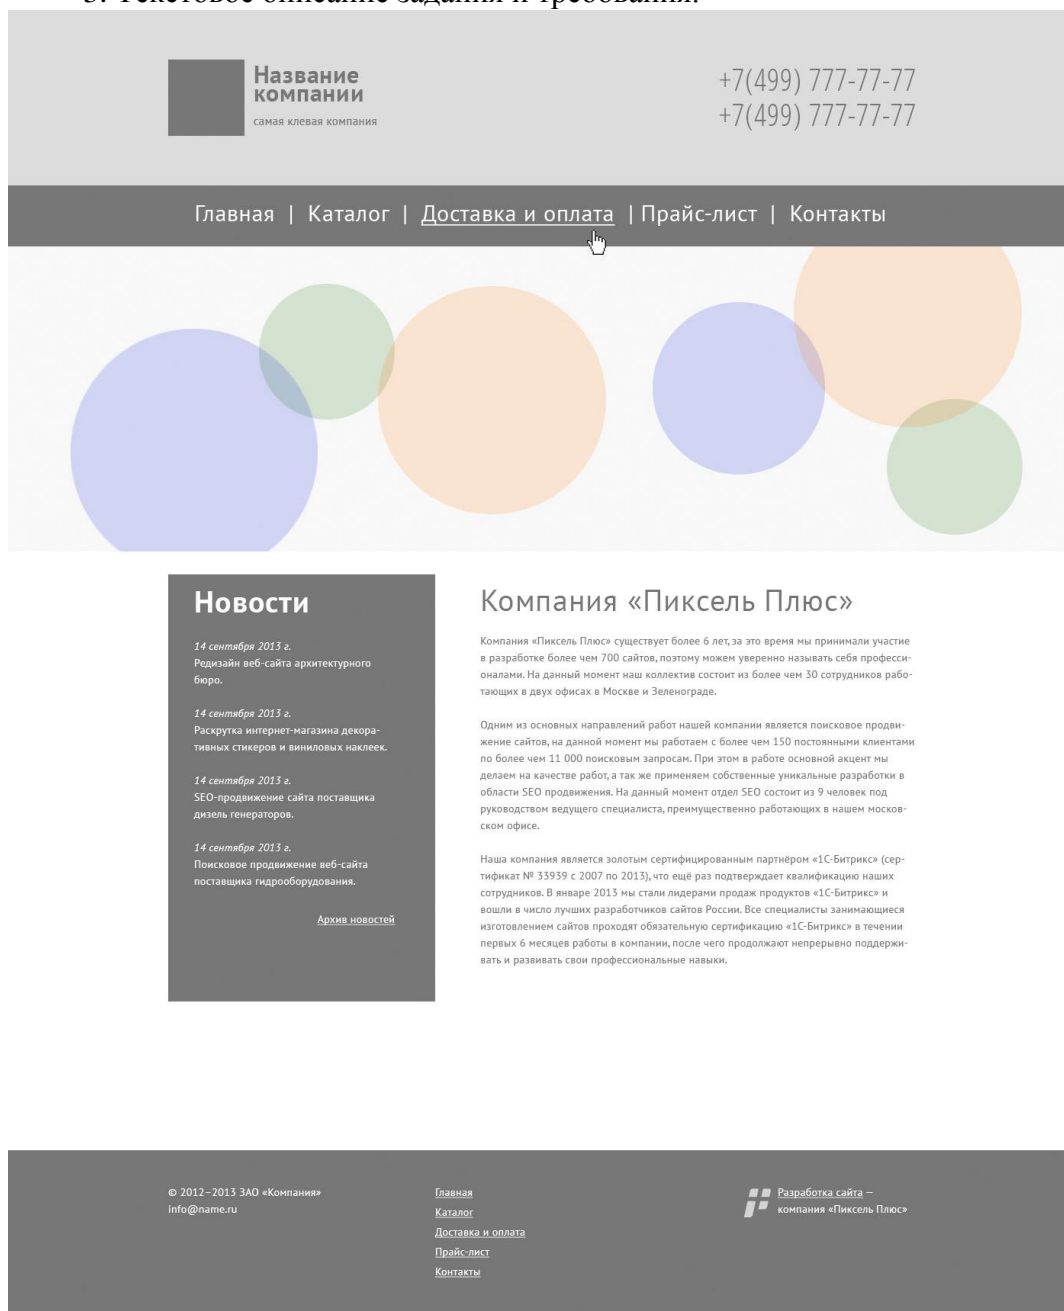 3. Текстовое описание задания и требования.
Название
компании
самая клевая компания
+7(499) 777-77-77
+7(499) 777-77-77
Главная | Каталог | Доставка и оплата | Прайс-лист | Контакты
Новости
14 сентября 2013 г.
Редизайн веб-сайта архитектурного
бюро.
14 сентября 2013 г.
Раскрутка интернет-магазина декора-
тивных стикеров и виниловых наклеек.
14 сентября 2013 г.
SEO-продвижение сайта поставщика
дизель генераторов.
14 сентября 2013 г.
Поисковое продвижение веб-сайта
поставщика гидрооборудования.
Архив новостей
Компания «Пиксель Плюс»
Компания «Пиксель Плюс» существует более 6 лет, за это время мы принимали участие
в разработке более чем 700 сайтов, поэтому можем уверенно называть себя професси-
оналами. На данный момент наш коллектив состоит из более чем 30 сотрудников рабо-
тающих в двух офисах в Москве и Зеленограде.
Одним из основных направлений работ нашей компании является поисковое продви-
жение сайтов, на данной момент мы работаем с более чем 150 постоянными клиентами
по более чем 11 000 поисковым запросам. При этом в работе основной акцент мы
делаем на качестве работ, а так же применяем собственные уникальные разработки в
области SEO продвижения. На данный момент отдел SEO состоит из 9 человек под
руководством ведущего специалиста, преимущественно работающих в нашем москов-
ском офисе.
Наша компания является золотым сертифицированным партнёром «1С-Битрикс» (сер-
тификат № 33939 с 2007 по 2013), что ещё раз подтверждает квалификацию наших
сотрудников. В январе 2013 мы стали лидерами продаж продуктов «1С-Битрикс» и
вошли в число лучших разработчиков сайтов России. Все специалисты занимающиеся
изготовлением сайтов проходят обязательную сертификацию «1С-Битрикс» в течении
первых 6 месяцев работы в компании, после чего продолжают непрерывно поддержи-
вать и развивать свои профессиональные навыки.
© 2012–2013 ЗАО «Компания»
info@name.ru
Главная
Каталог
Доставка и оплата
Прайс-лист
Контакты
Разработка сайта –
компания «Пиксель Плюс»